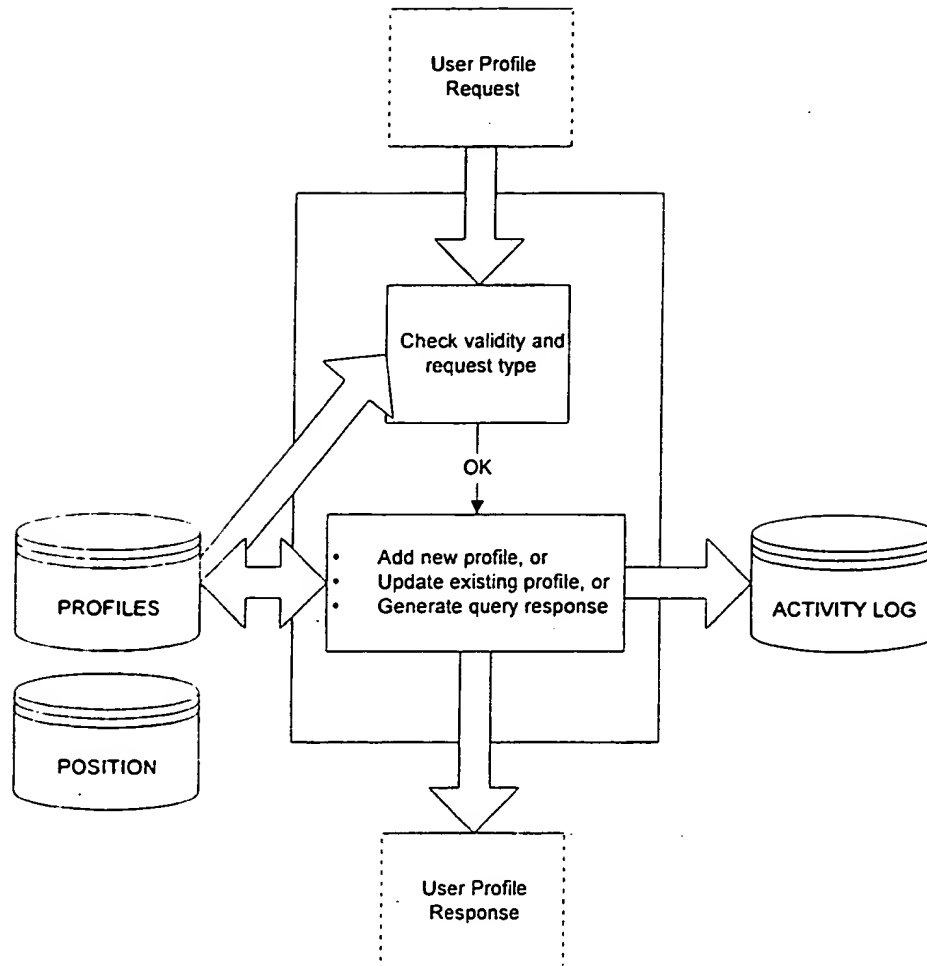 User Profile
Request
Check validity and
request type
OK
• Add new profile, or
• Update existing profile, or
• Generate query response
PROFILES
ACTIVITY LOG
POSITION
User Profile
Response